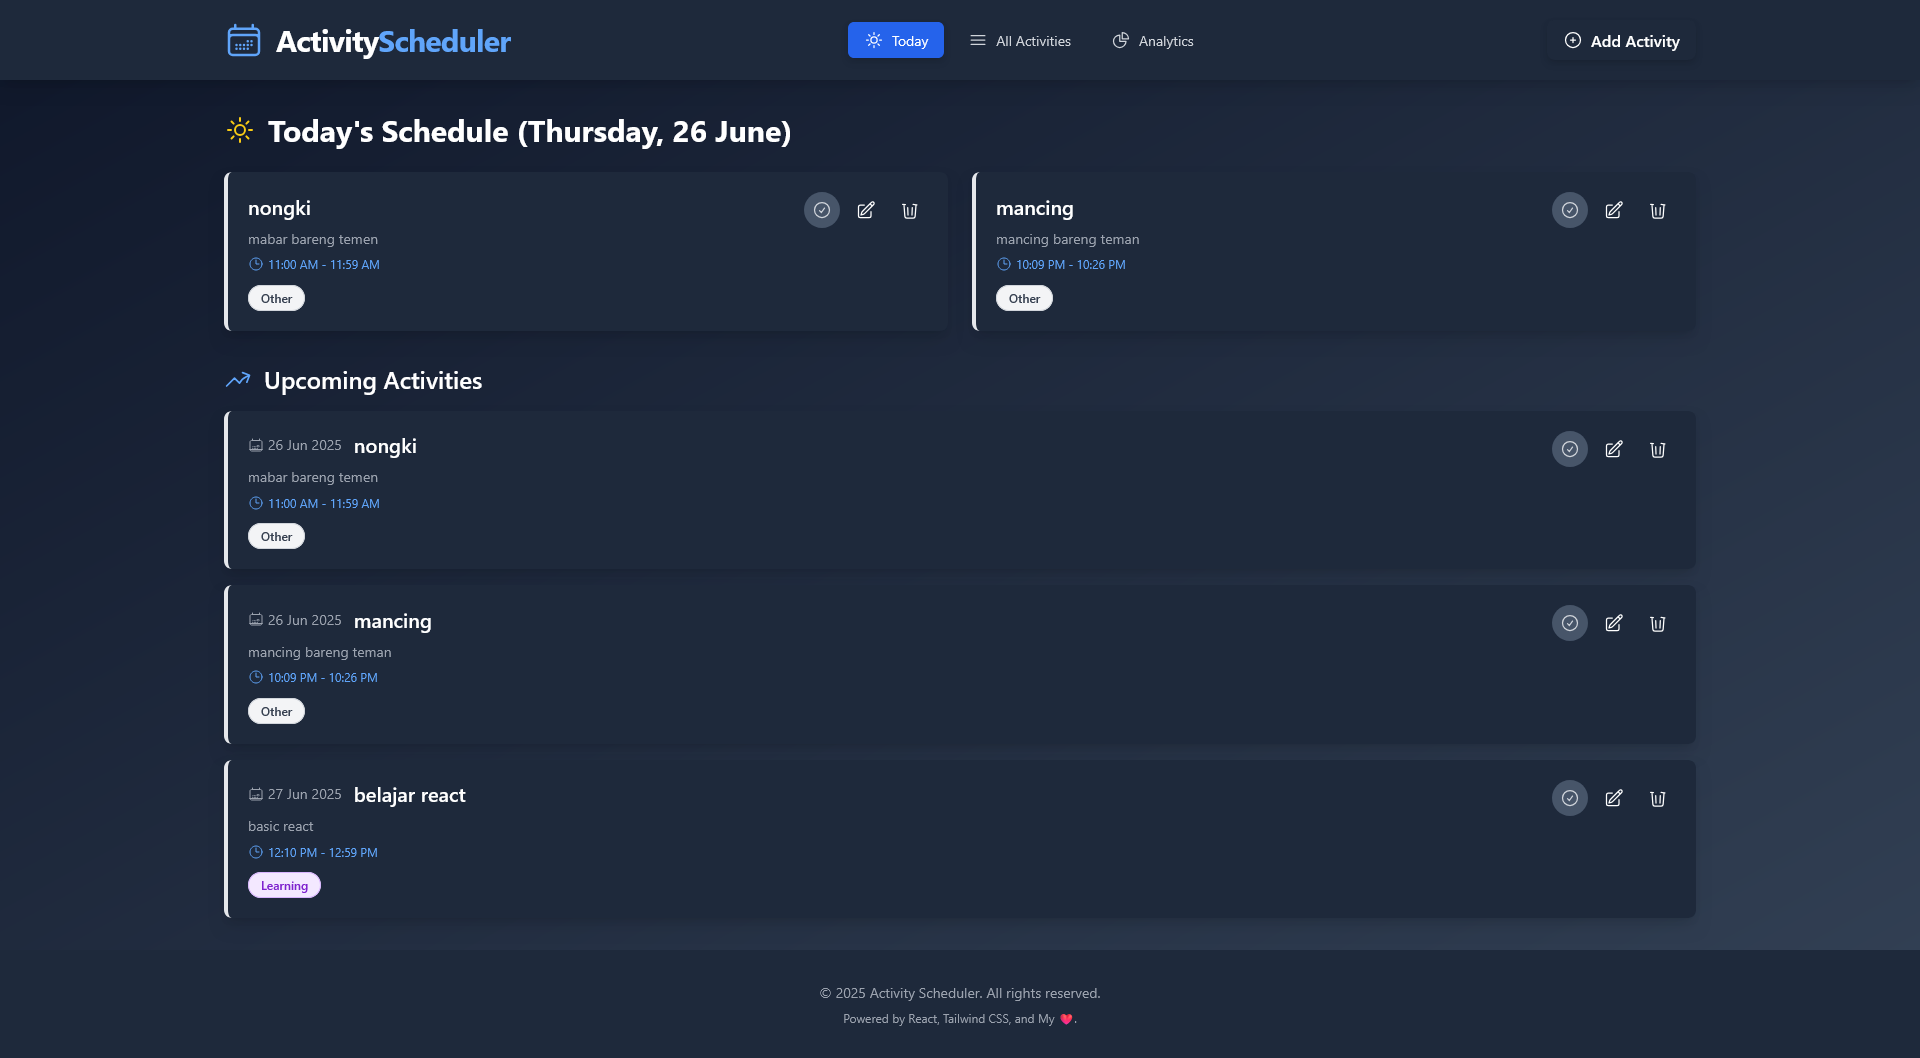 ActivityScheduler
Today
All Activities
Analytics
Add Activity
Today's Schedule (Thursday, 26 June)
nongki
mabar bareng temen
11:00 AM - 11:59 AM
Other
mancing
mancing bareng teman
10:09 PM - 10:26 PM
Other
Upcoming Activities
26 Jun 2025 nongki
mabar bareng temen
11:00 AM - 11:59 AM
Other
26 Jun 2025 mancing
mancing bareng teman
10:09 PM - 10:26 PM
Other
27 Jun 2025 belajar react
basic react
12:10 PM - 12:59 PM
Learning
© 2025 Activity Scheduler. All rights reserved.
Powered by React, Tailwind CSS, and My ❤️.